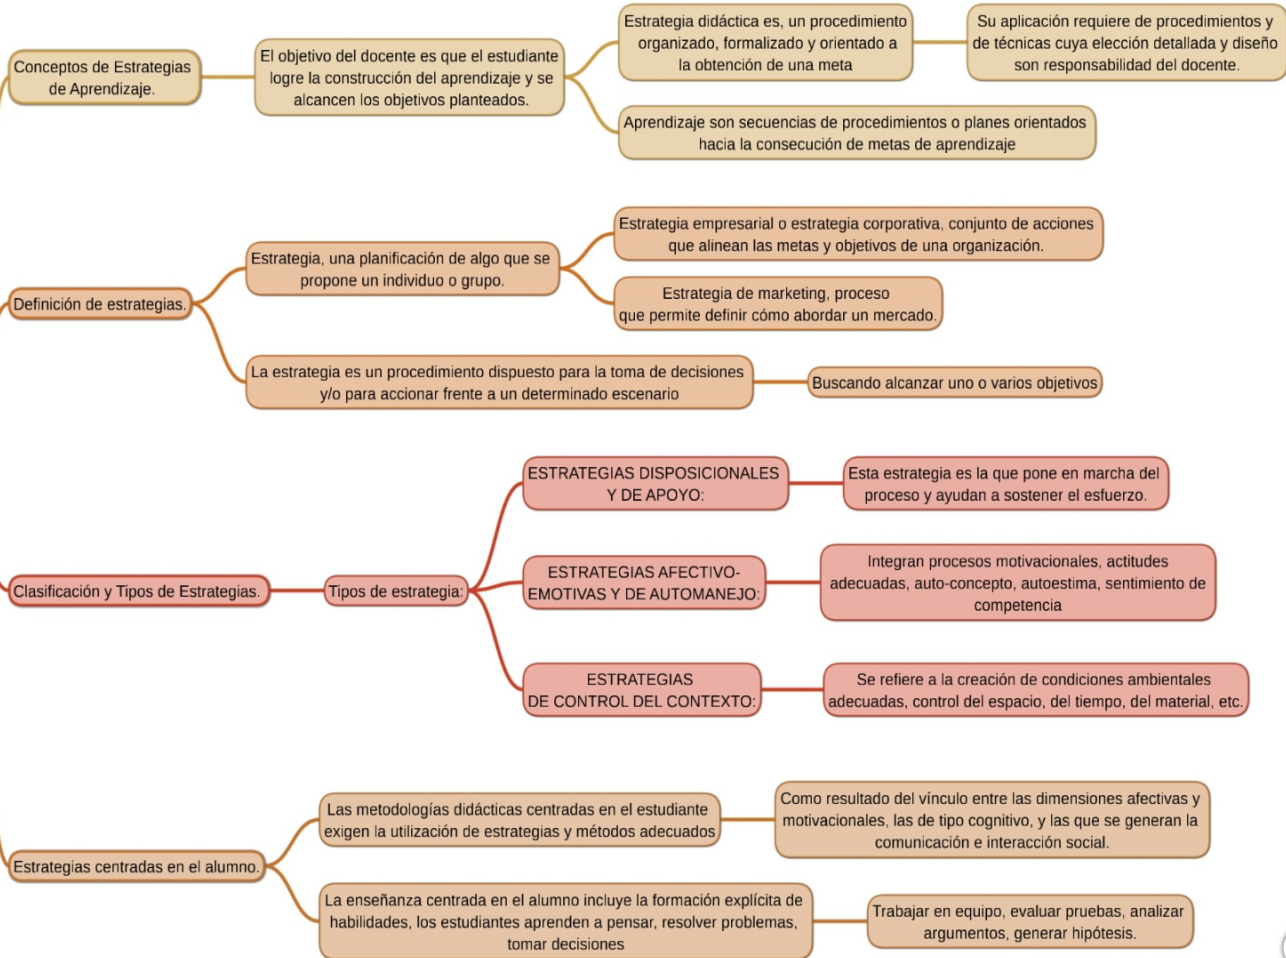 Conceptos de Estrategias
de Aprendizaje.
El objetivo del docente es que el estudiante
logre la construcción del aprendizaje y se
alcancen los objetivos planteados.
Estrategia didáctica es, un procedimiento
organizado, formalizado y orientado a
la obtención de una meta
Su aplicación requiere de procedimientos y
de técnicas cuya elección detallada y diseño
son responsabilidad del docente.
Aprendizaje son secuencias de procedimientos o planes orientados
hacia la consecución de metas de aprendizaje
Definición de estrategias.
Estrategia, una planificación de algo que se
propone un individuo o grupo.
Estrategia empresarial o estrategia corporativa, conjunto de acciones
que alinean las metas y objetivos de una organización.
Estrategia de marketing, proceso
que permite definir cómo abordar un mercado.
La estrategia es un procedimiento dispuesto para la toma de decisiones
y/o para accionar frente a un determinado escenario
Buscando alcanzar uno o varios objetivos
Clasificación y Tipos de Estrategias.
Tipos de estrategia:
ESTRATEGIAS DISPOSICIONALES
Y DE APOYO:
Esta estrategia es la que pone en marcha del
proceso y ayudan a sostener el esfuerzo.
ESTRATEGIAS AFECTIVO-
EMOTIVAS Y DE AUTOMANEJO:
Integran procesos motivacionales, actitudes
adecuadas, auto-concepto, autoestima, sentimiento de
competencia
ESTRATEGIAS
DE CONTROL DEL CONTEXTO:
Se refiere a la creación de condiciones ambientales
adecuadas, control del espacio, del tiempo, del material, etc.
Estrategias centradas en el alumno.
Las metodologías didácticas centradas en el estudiante
exigen la utilización de estrategias y métodos adecuados
Como resultado del vínculo entre las dimensiones afectivas y
motivacionales, las de tipo cognitivo, y las que se generan la
comunicación e interacción social.
La enseñanza centrada en el alumno incluye la formación explícita de
habilidades, los estudiantes aprenden a pensar, resolver problemas,
tomar decisiones
Trabajar en equipo, evaluar pruebas, analizar
argumentos, generar hipótesis.